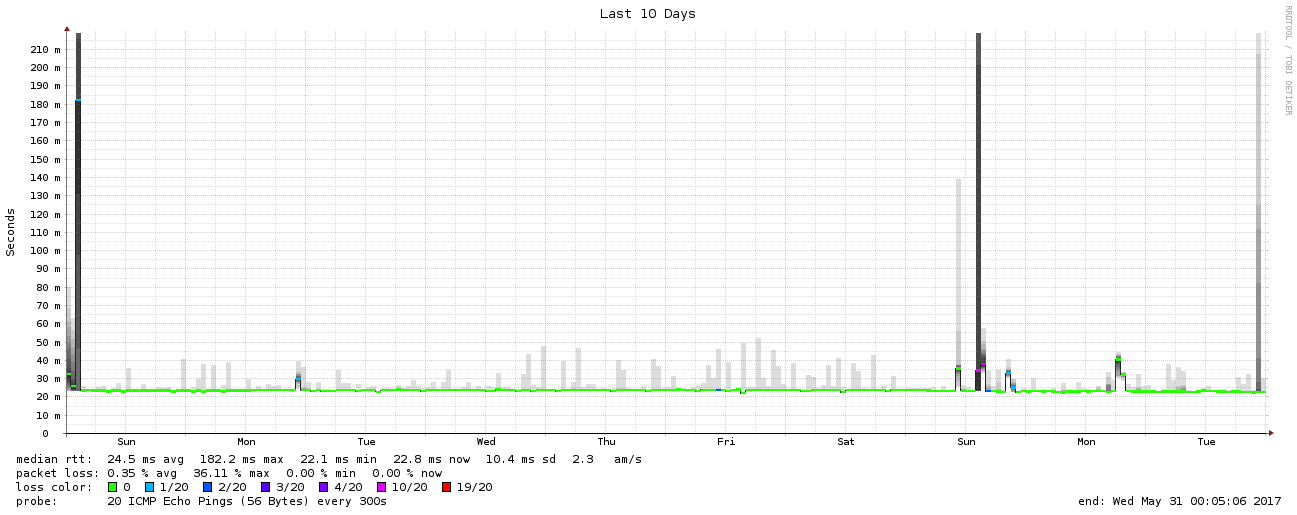 Last 10 Days
RRDTOOL / TOBI OETIKER
Seconds
210 m
200 m
190 m
180 m
170 m
160 m
150 m
140 m
130 m
120 m
110 m
100 m
90 m
80 m
70 m
60 m
50 m
40 m
30 m
20 m
10 m
0
Sun Mon Tue Wed Thu Fri Sat Sun Mon Tue
median rtt: 24.5 ms avg 182.2 ms max 22.1 ms min 22.8 ms now 10.4 ms sd 2.3 am/s
packet loss: 0.35 % avg 36.11 % max 0.00 % min 0.00 % now
loss color: 0 1/20 2/20 3/20 4/20 10/20 19/20
probe: 20 ICMP Echo Pings (56 Bytes) every 300s end: Wed May 31 00:05:06 2017